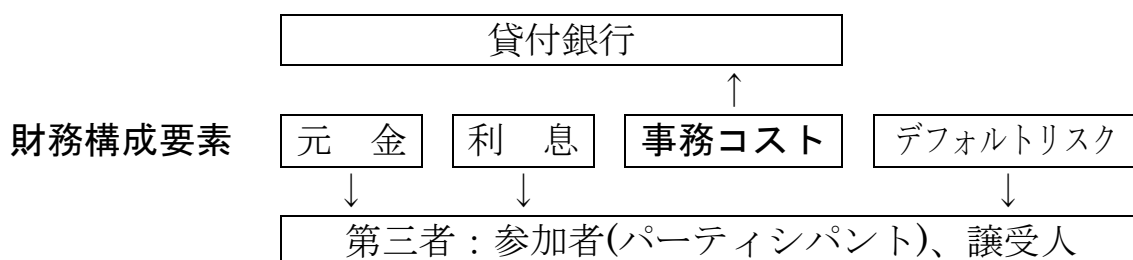 貸付銀行
↑
財務構成要素 元 金 利 息 事務コスト デフォルトリスク
↓ ↓ ↓
第三者：参加者(パーティシパント)、譲受人